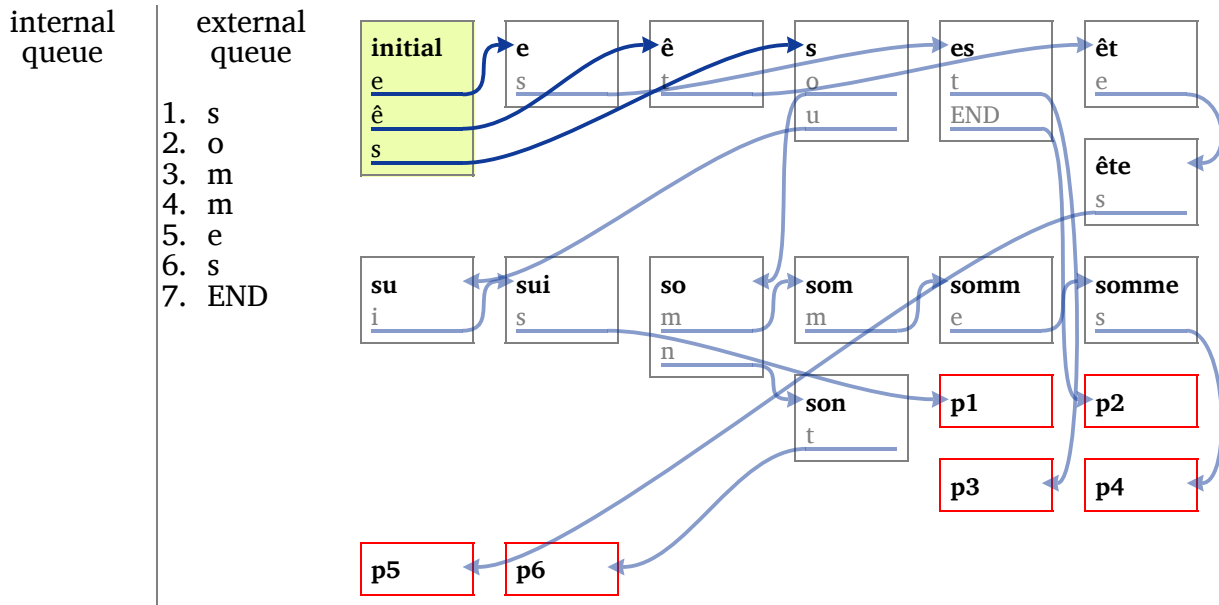 internal queue
external queue
1. s
2. o
3. m
4. m
5. e
6. s
7. END
initial
e
ê
s
e
s
ê
t
s
o
u
es
t
END
êt
e
ête
s
su
i
sui
s
so
m
n
som
m
somm
e
somme
s
son
t
p1
p2
p3
p4
p5
p6